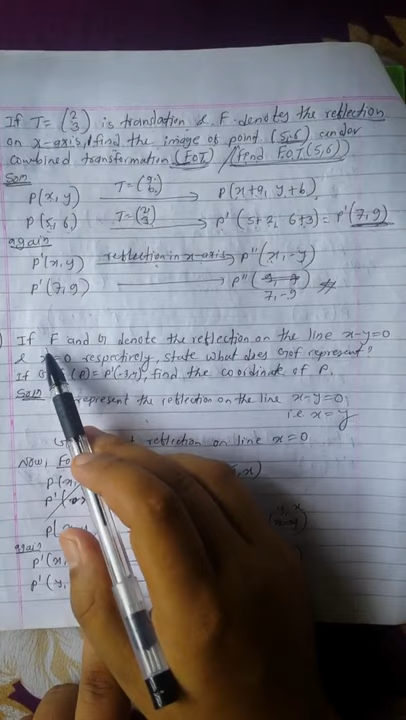 If T= (2 3) is translation & F denotes the reflection
on x-axis, find the image of point (5,6) under
combined transformation (FOT) / (find FOT(5,6))
Soln
P(x, y) T=(a b) P(x+a, y+b)
P(5, 6) T=(2 3) P'(5+2, 6+3) = P'(7,9)
again
P'(x,y) reflection in x-axis P''(x,-y)
P'(7,9) P''
7,-9
If F and G denote the reflection on the line x-y=0
& x=0 respectively, state what does Gof represent?
If (P) = P'(-3,4), find the coordinate of P.
Soln represent the reflection on the line x-y=0
i.e. x=y
reflection on line x=0
Now,
P(
P'
P(
again
P'(x,
P'(y,